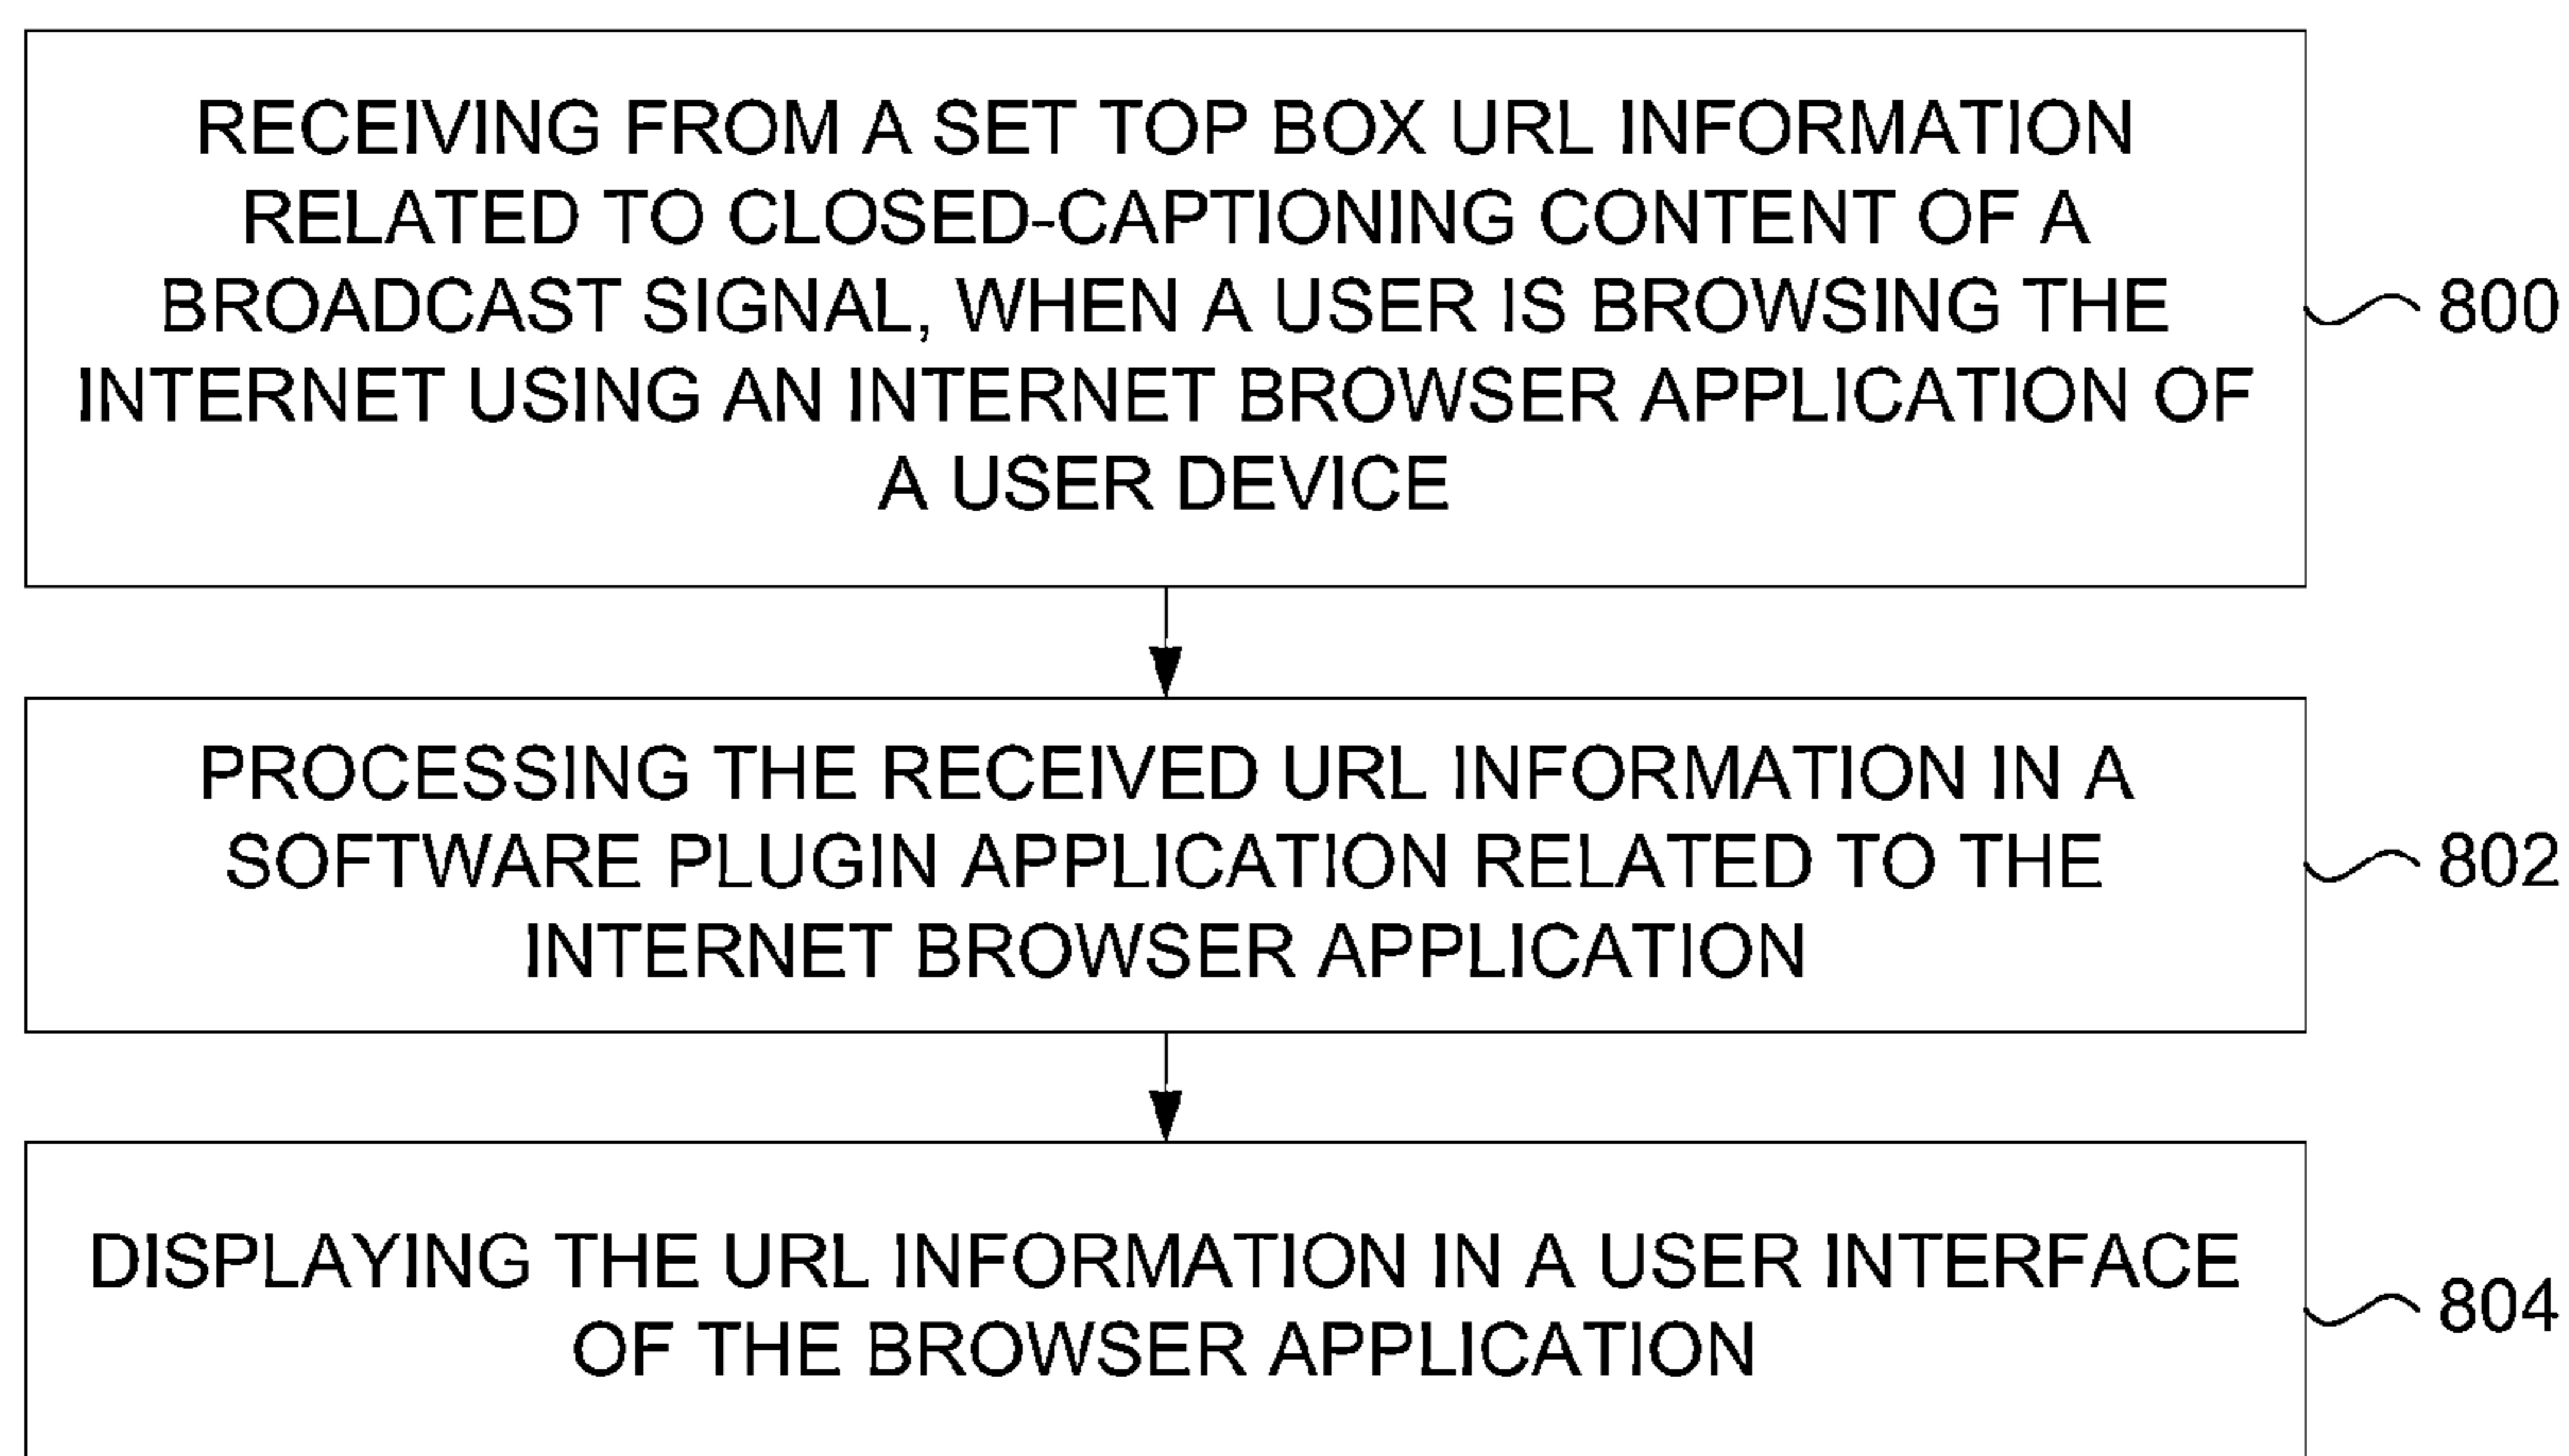 RECEIVING FROM A SET TOP BOX URL INFORMATION
RELATED TO CLOSED-CAPTIONING CONTENT OF A
BROADCAST SIGNAL, WHEN A USER IS BROWSING THE
INTERNET USING AN INTERNET BROWSER APPLICATION OF
A USER DEVICE
800
PROCESSING THE RECEIVED URL INFORMATION IN A
SOFTWARE PLUGIN APPLICATION RELATED TO THE
INTERNET BROWSER APPLICATION
802
DISPLAYING THE URL INFORMATION IN A USER INTERFACE
OF THE BROWSER APPLICATION
804